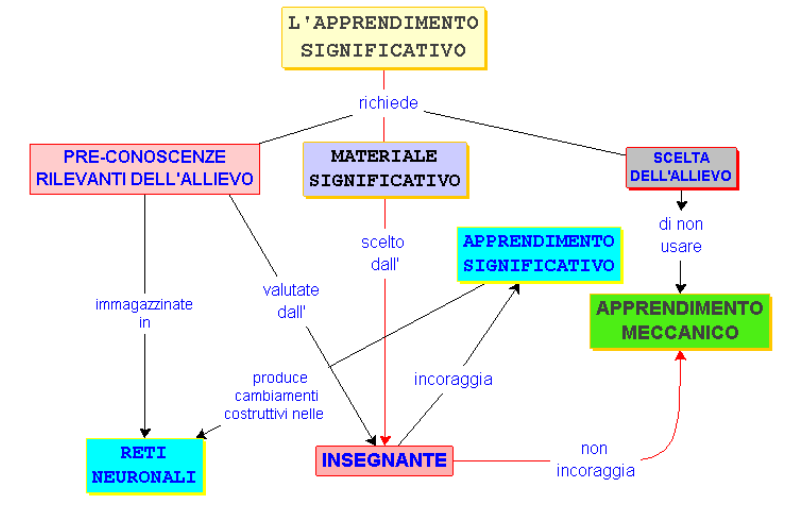 L'APPRENDIMENTO
SIGNIFICATIVO
richiede
PRE-CONOSCENZE
RILEVANTI DELL'ALLIEVO
MATERIALE
SIGNIFICATIVO
SCELTA
DELL'ALLIEVO
di non
usare
scelto
dall'
APPRENDIMENTO
SIGNIFICATIVO
immagazzinate
in
valutate
dall'
APPRENDIMENTO
MECCANICO
produce
cambiamenti
costruttivi nelle
incoraggia
RETI
NEURONALI
INSEGNANTE
non
incoraggia